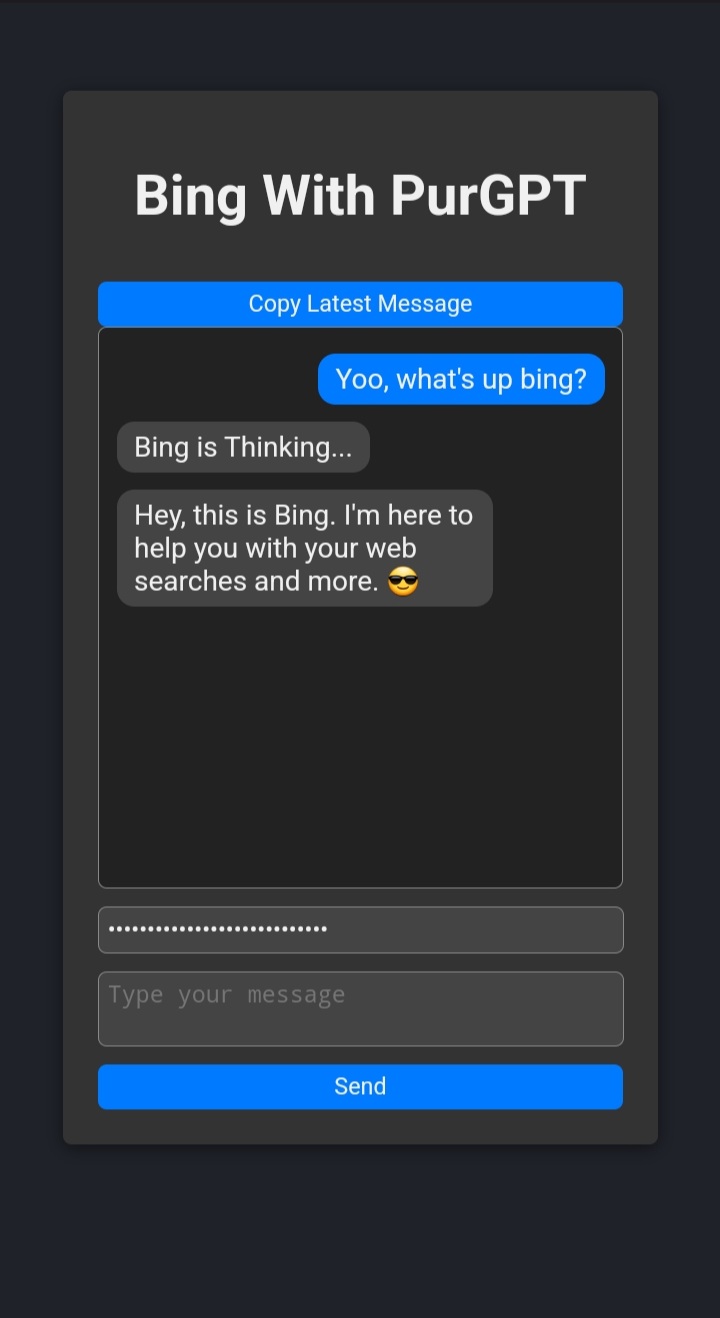 Bing With PurGPT
Copy Latest Message
Yoo, what's up bing?
Bing is Thinking...
Hey, this is Bing. I'm here to
help you with your web
searches and more. 😎
••••••••••••••••••••••••••••
Type your message
Send